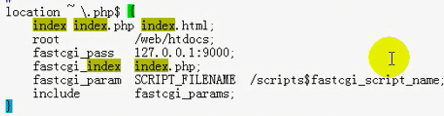 location ~ \.php$ {
index index.php index.html;
root /web/htdocs;
fastcgi_pass 127.0.0.1:9000;
fastcgi_index index.php;
fastcgi_param SCRIPT_FILENAME /scripts$fastcgi_script_name;
include fastcgi_params;
}